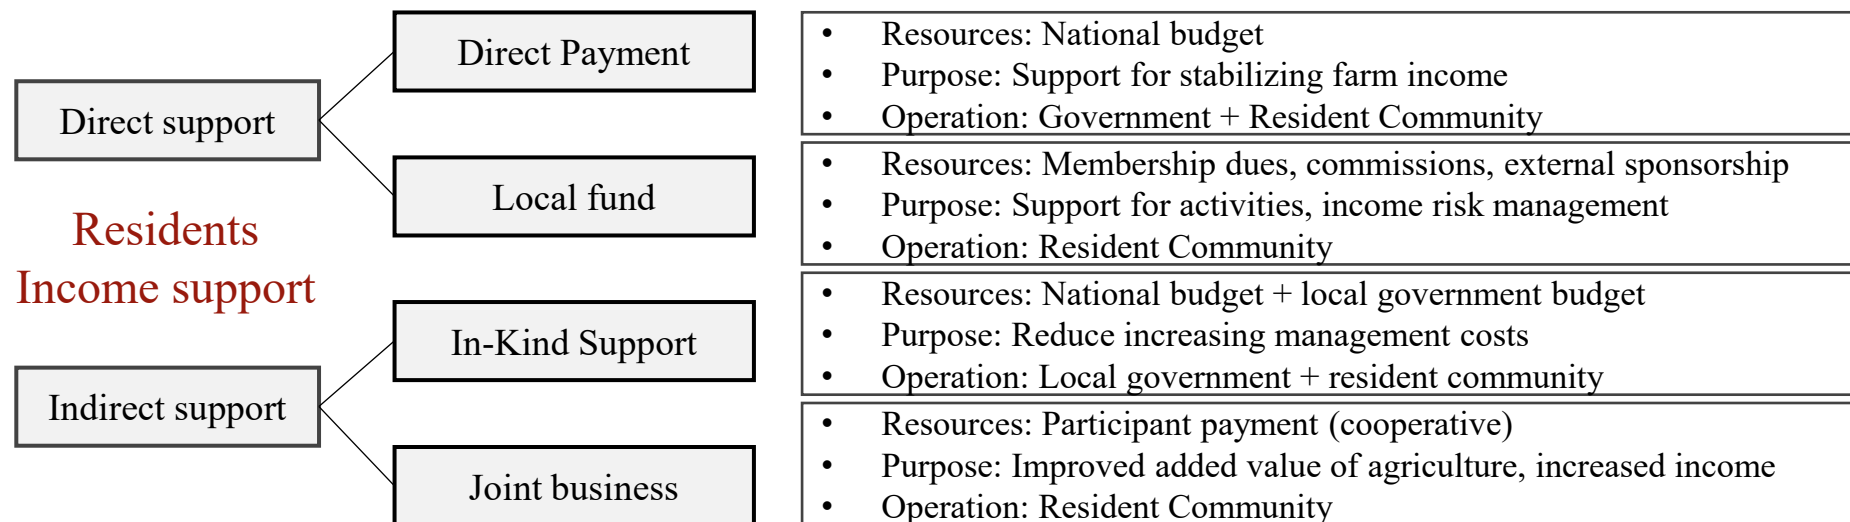 Direct support
Residents
Income support
Indirect support
Direct Payment
Local fund
In-Kind Support
Joint business
• Resources: National budget
• Purpose: Support for stabilizing farm income
• Operation: Government + Resident Community
• Resources: Membership dues, commissions, external sponsorship
• Purpose: Support for activities, income risk management
• Operation: Resident Community
• Resources: National budget + local government budget
• Purpose: Reduce increasing management costs
• Operation: Local government + resident community
• Resources: Participant payment (cooperative)
• Purpose: Improved added value of agriculture, increased income
• Operation: Resident Community